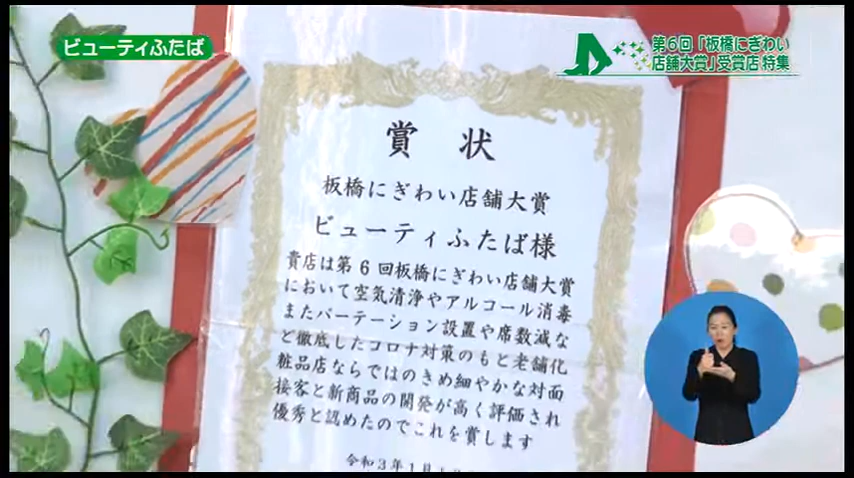 ビューティふたば
第6回「板橋にぎわい
店舗大賞」受賞店 特集
賞状
板橋にぎわい店舗大賞
ビューティふたば様
貴店は第6回板橋にぎわい店舗大賞
において空気清浄やアルコール消毒
またパーテーション設置や席数減な
ど徹底したコロナ対策のもと老舗化
粧品店ならではのきめ細やかな対面
接客と新商品の開発が高く評価され
優秀と認めたのでこれを賞します
令和3年1月